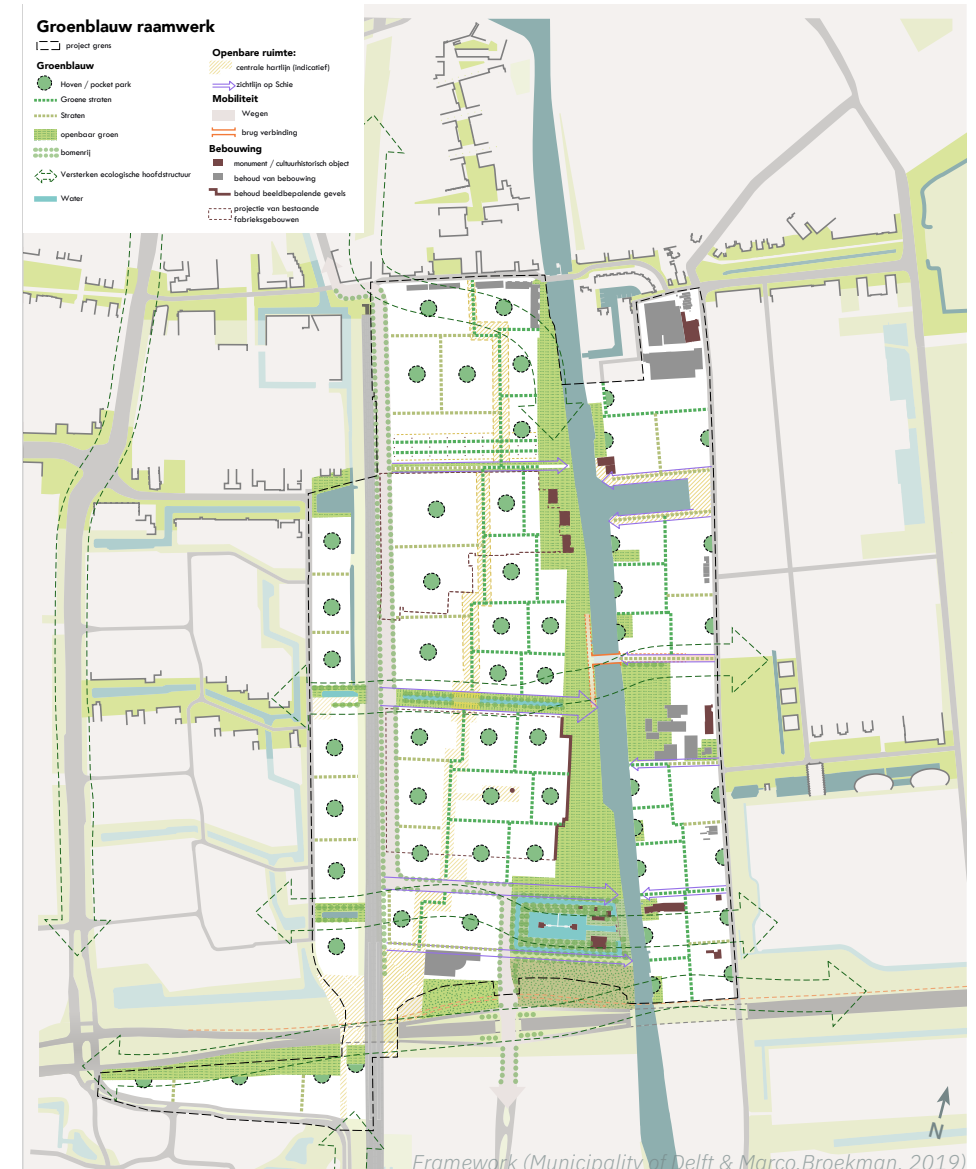 Groenblauw raamwerk
project grens
Groenblauw
Hoven / pocket park
Groene straten
Straten
openbaar groen
bomenrij
Versterken ecologische hoofdstructuur
Water
Openbare ruimte:
centrale hartlijn (indicatief)
zichtlijn op Schie
Mobiliteit
Wegen
brug verbinding
Bebouwing
monument / cultuurhistorisch object
behoud van bebouwing
behoud beeldbepalende gevels
projectie van bestaande
fabrieksgebouwen
N
Framework (Municipality of Delft & Marco.Broekman, 2019)